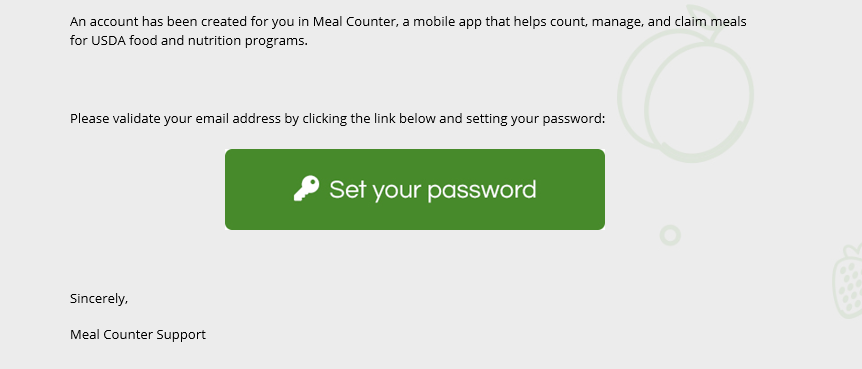 An account has been created for you in Meal Counter, a mobile app that helps count, manage, and claim meals
for USDA food and nutrition programs.
Please validate your email address by clicking the link below and setting your password:
Set your password
Sincerely,
Meal Counter Support